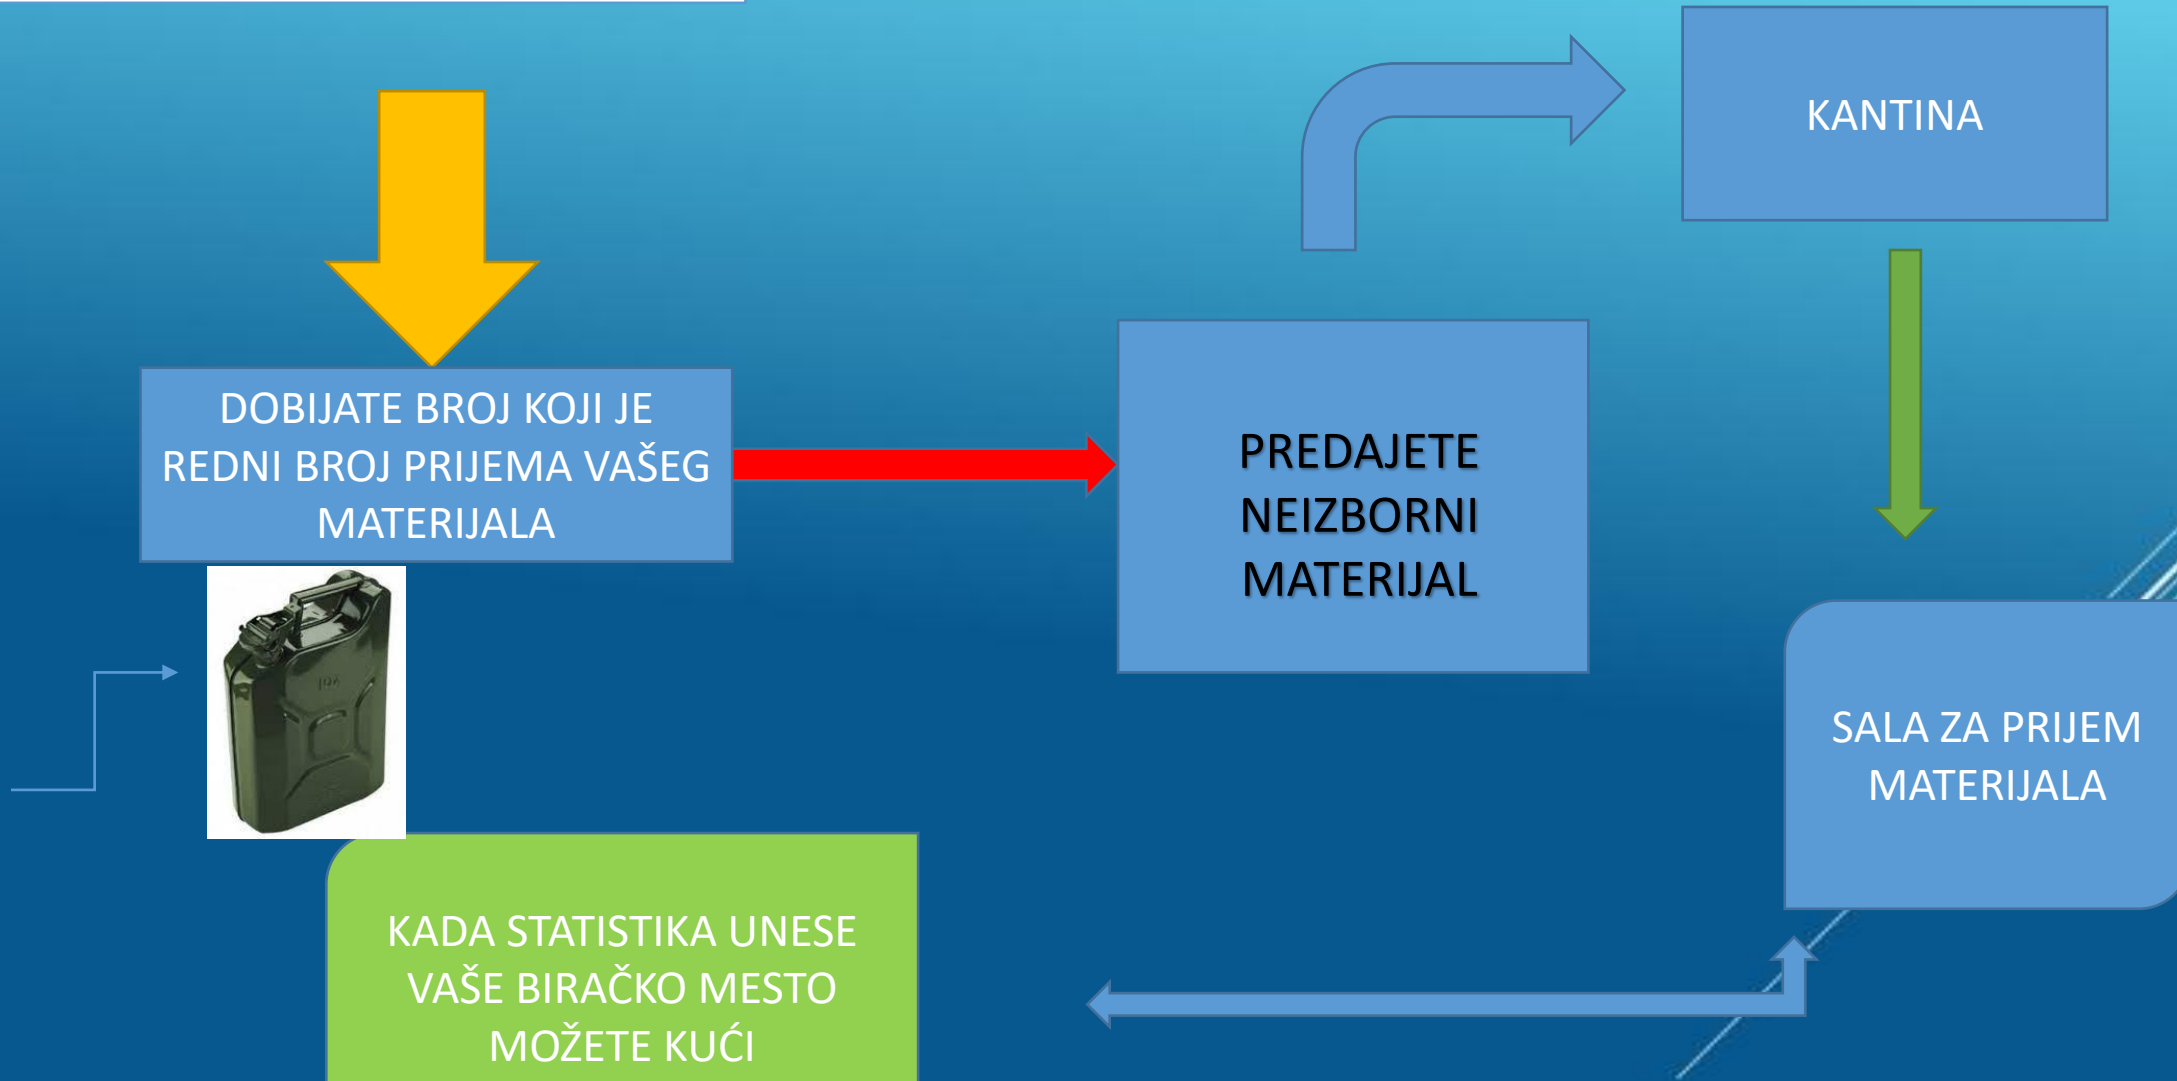 KANTINA
DOBIJATE BROJ KOJI JE
REDNI BROJ PRIJEMA VAŠEG
MATERIJALA
PREDAJETE
NEIZBORNI
MATERIJAL
SALA ZA PRIJEM
MATERIJALA
KADA STATISTIKA UNESE
VAŠE BIRAČKO MESTO
MOŽETE KUĆI